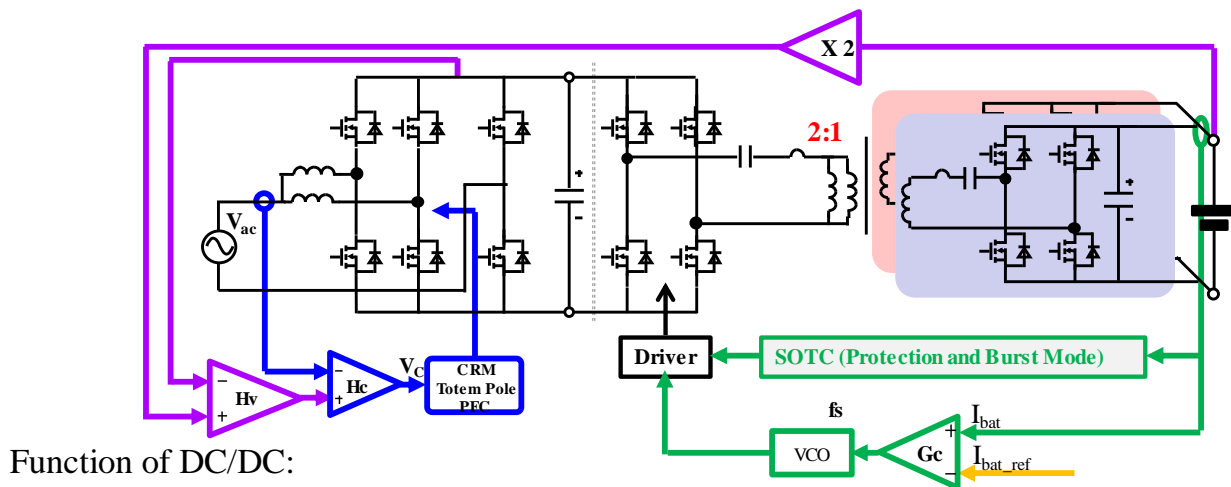 X 2
2:1
+
-
+
-
Vac
Driver
SOTC (Protection and Burst Mode)
VC
CRM
Totem Pole
PFC
-
+
Hv
-
+
Hc
fs
VCO
Gc
+
-
Ibat
Ibat_ref
Function of DC/DC: